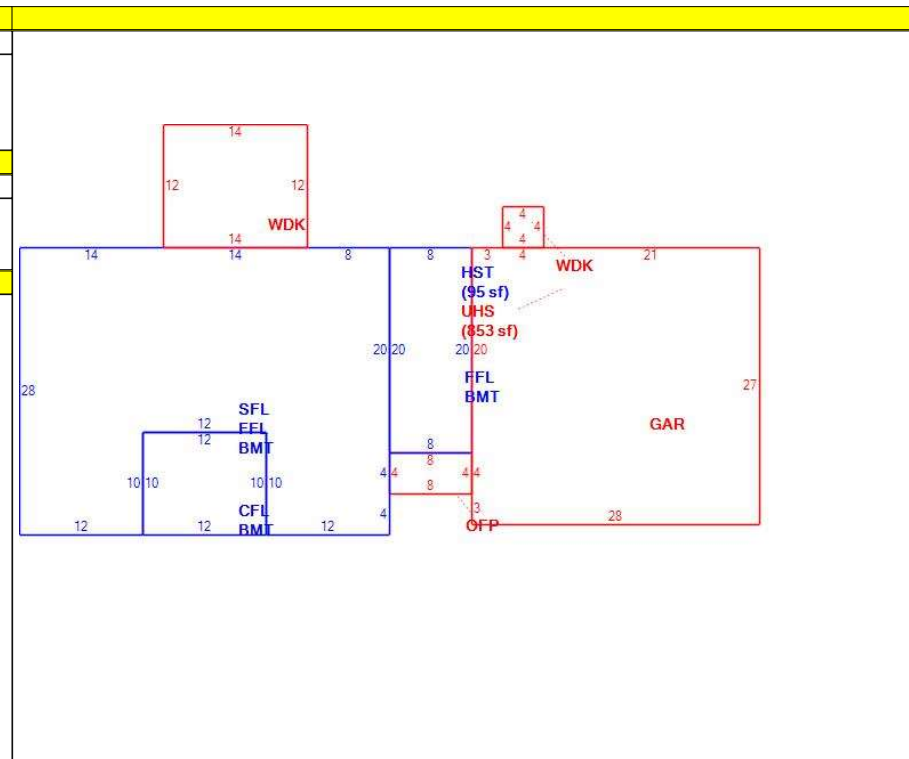 14
12 12
WDK
14
4
4 4
4
14 14 8 8 3 4 21
WDK
HST
(95 sf)
UHS
(853 sf)
20 20 20 20
FFL
BMT
28
27
SFL
FFL
BMT
12
12
GAR
8
8
4 4 4 4
10 10 10 10
8
CFL
BMT
3
4
OFP
28
12 12 12